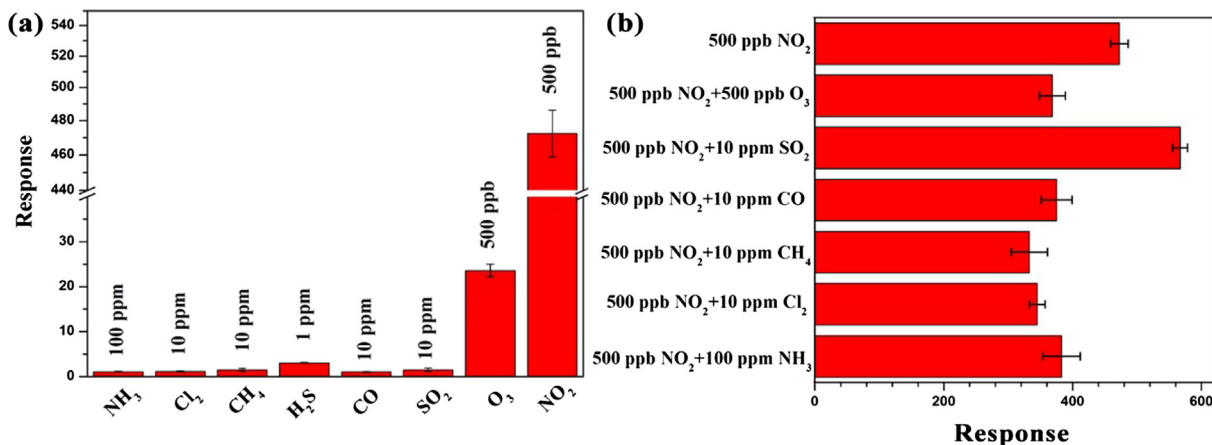 (a)
Response
540
520
500
480
460
440
30
20
10
0
100 ppm
10 ppm
10 ppm
1 ppm
10 ppm
10 ppm
500 ppb
500 ppb
NH₃
Cl₂
CH₄
H₂S
CO
SO₂
O₃
NO₂
(b)
500 ppb NO₂
500 ppb NO₂+500 ppb O₃
500 ppb NO₂+10 ppm SO₂
500 ppb NO₂+10 ppm CO
500 ppb NO₂+10 ppm CH₄
500 ppb NO₂+10 ppm Cl₂
500 ppb NO₂+100 ppm NH₃
0
200
400
600
Response